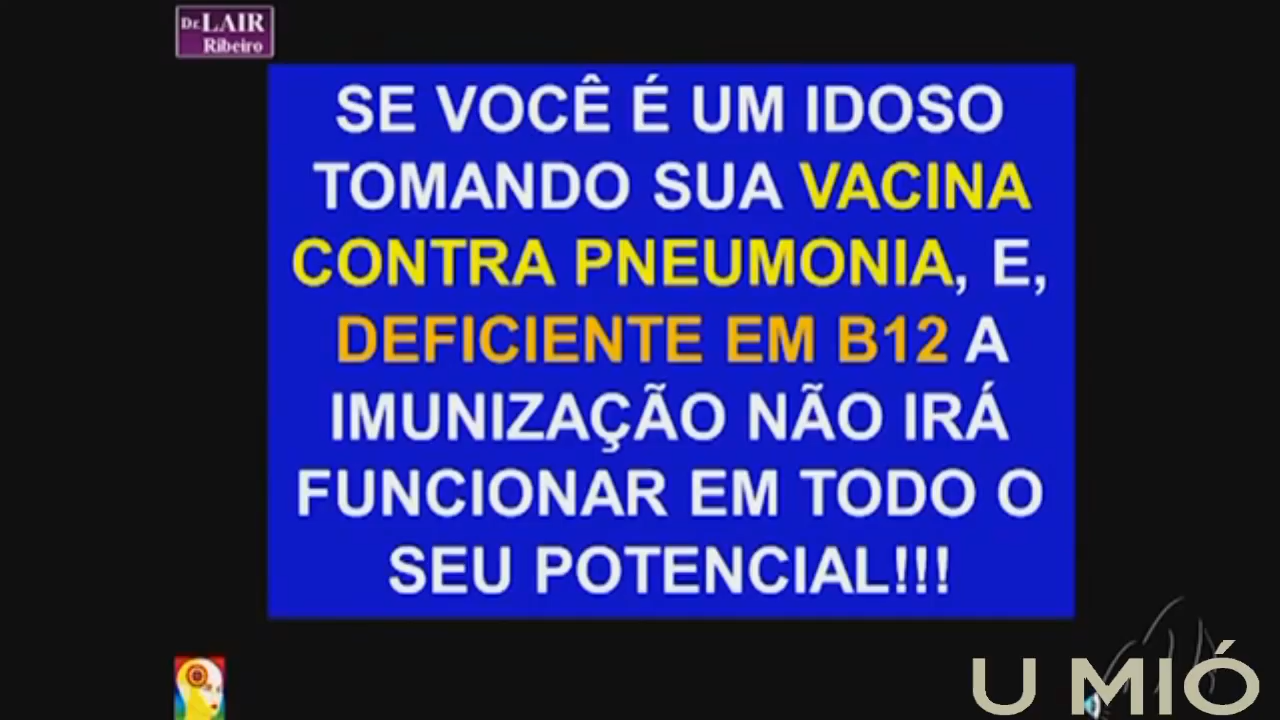 Dr. LAIR
Ribeiro
SE VOCÊ É UM IDOSO
TOMANDO SUA VACINA
CONTRA PNEUMONIA, E,
DEFICIENTE EM B12 A
IMUNIZAÇÃO NÃO IRÁ
FUNCIONAR EM TODO O
SEU POTENCIAL!!!
U MIÓ